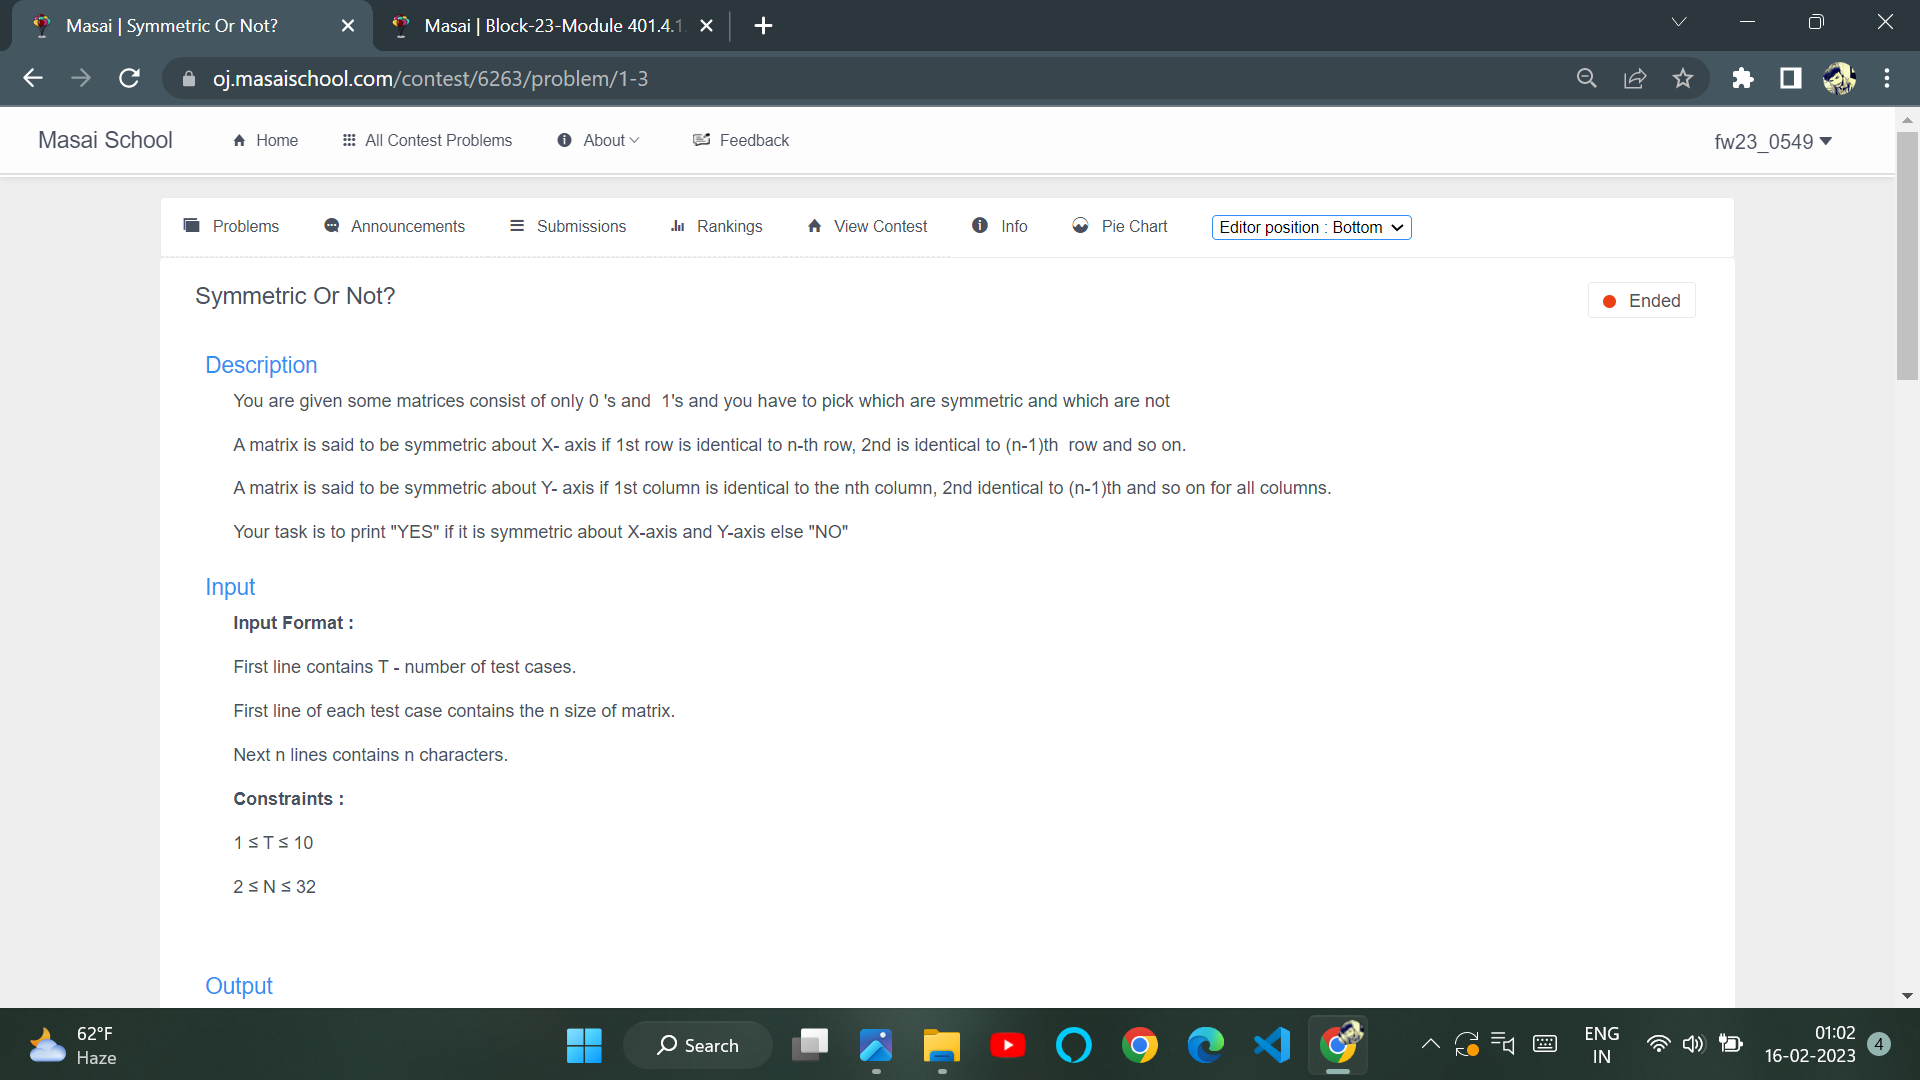 Masai | Symmetric Or Not?
Masai | Block-23-Module 401.4.1
oj.masaischool.com/contest/6263/problem/1-3
Masai School
Home
All Contest Problems
About
Feedback
fw23_0549
Problems
Announcements
Submissions
Rankings
View Contest
Info
Pie Chart
Editor position : Bottom
Symmetric Or Not?
Ended
Description
You are given some matrices consist of only 0 's and  1's and you have to pick which are symmetric and which are not
A matrix is said to be symmetric about X- axis if 1st row is identical to n-th row, 2nd is identical to (n-1)th  row and so on.
A matrix is said to be symmetric about Y- axis if 1st column is identical to the nth column, 2nd identical to (n-1)th and so on for all columns.
Your task is to print "YES" if it is symmetric about X-axis and Y-axis else "NO"
Input
Input Format :
First line contains T - number of test cases.
First line of each test case contains the n size of matrix.
Next n lines contains n characters.
Constraints :
1 ≤ T ≤ 10
2 ≤ N ≤ 32
Output
62°F
Haze
Search
ENG
IN
01:02
16-02-2023
4